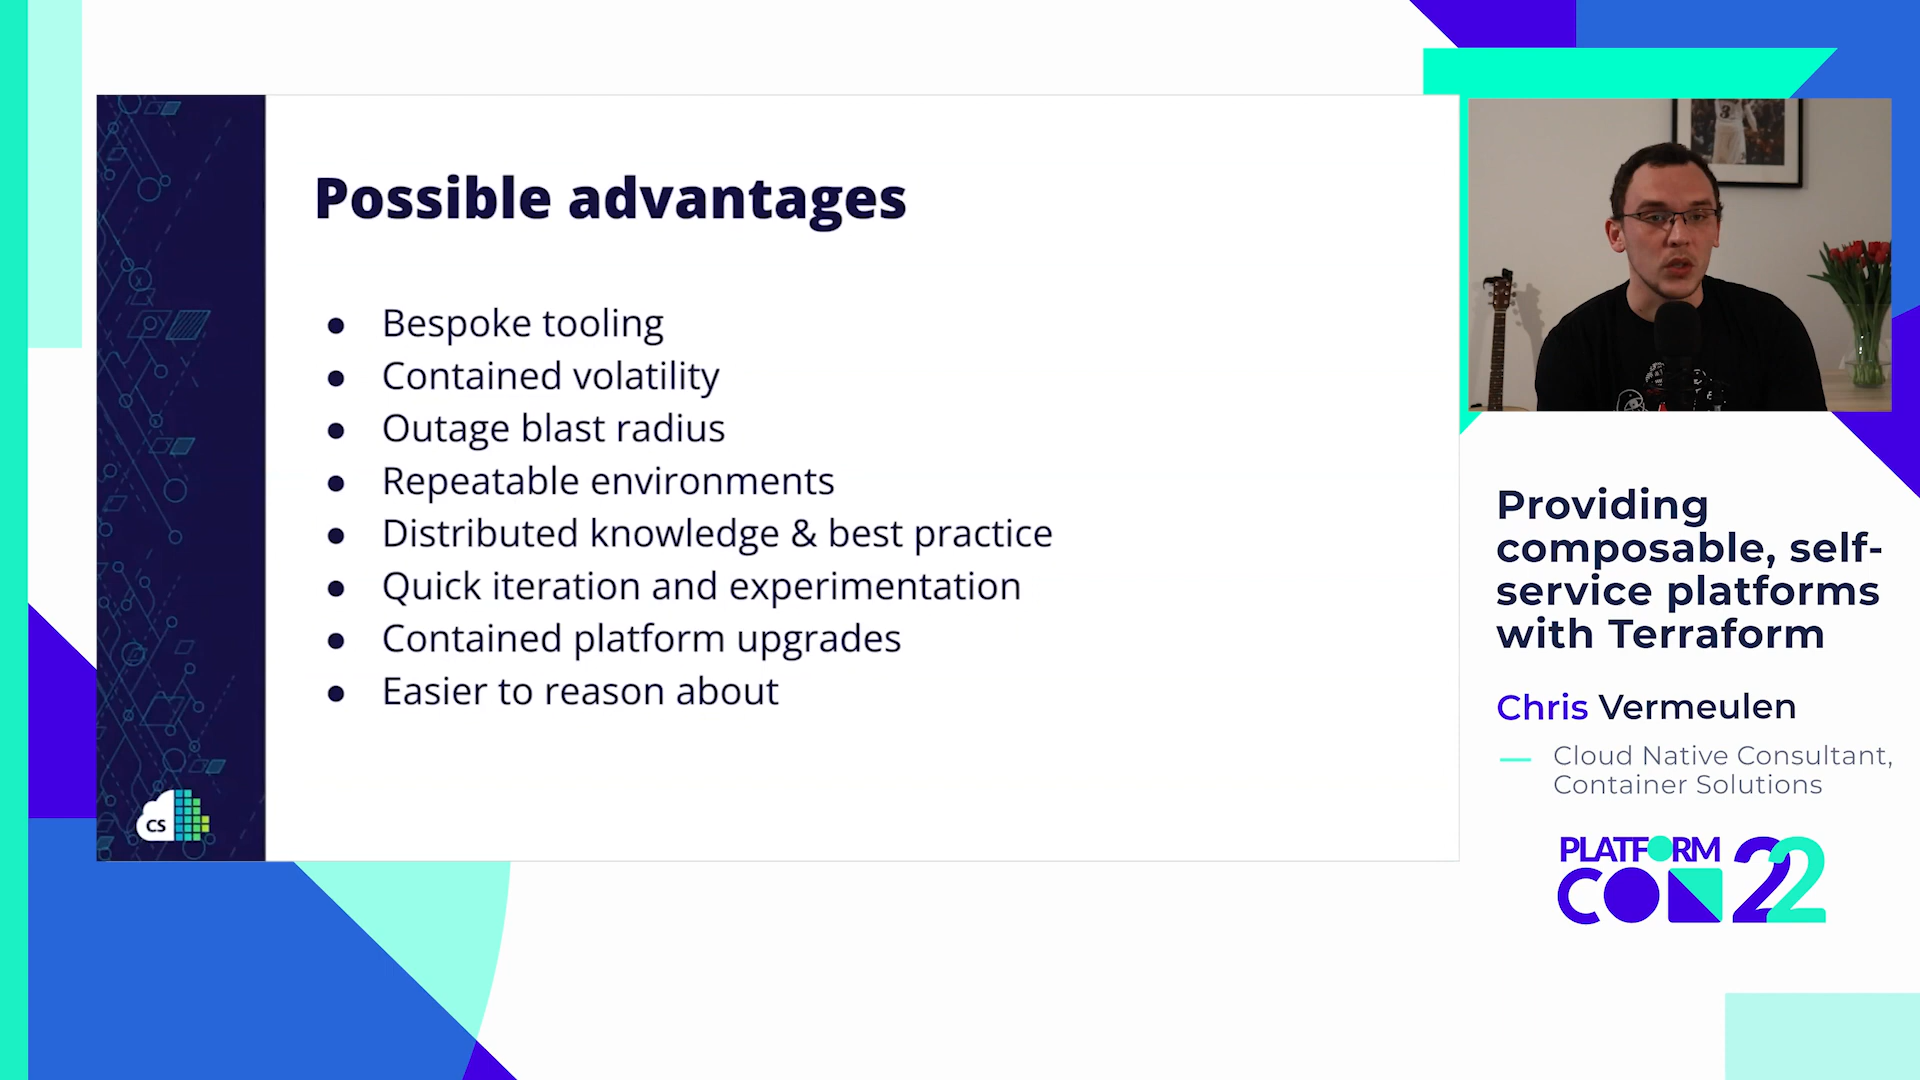 Possible advantages
● Bespoke tooling
● Contained volatility
● Outage blast radius
● Repeatable environments
● Distributed knowledge & best practice
● Quick iteration and experimentation
● Contained platform upgrades
● Easier to reason about
CS
3
Providing
composable, self-
service platforms
with Terraform
Chris Vermeulen
— Cloud Native Consultant,
Container Solutions
PLATFORM
CON 22